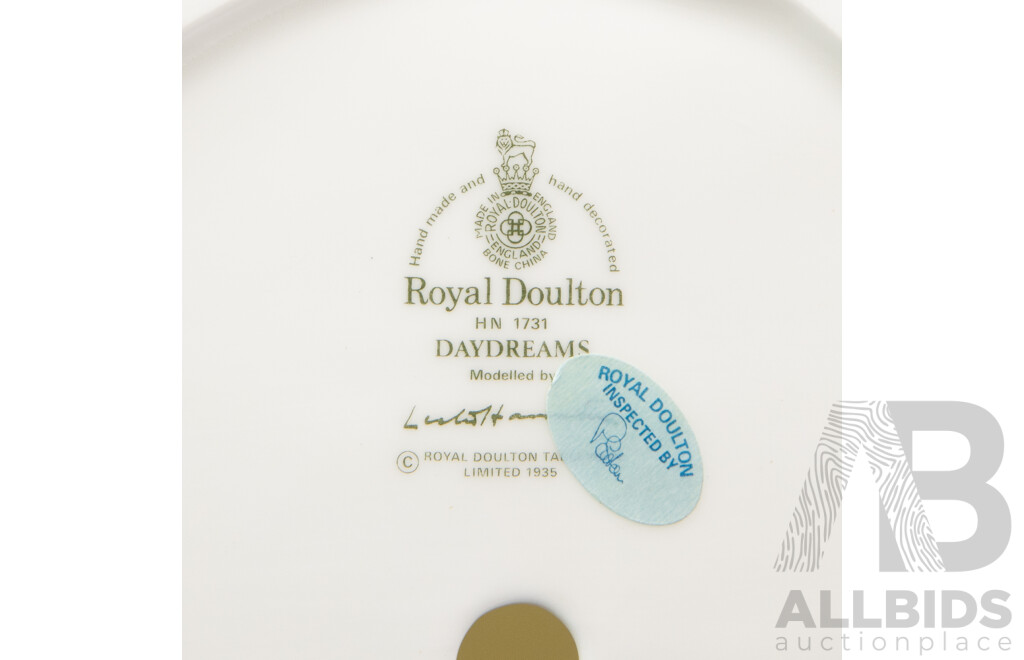 Hand made and hand decorated
MADE IN ENGLAND
ROYAL·DOULTON
ENGLAND
BONE CHINA
Royal Doulton
HN 1731
DAYDREAMS
Modelled by
© ROYAL DOULTON
LIMITED 1935
ROYAL DOULTON
INSPECTED BY
AB
ALLBIDS
auctionplace